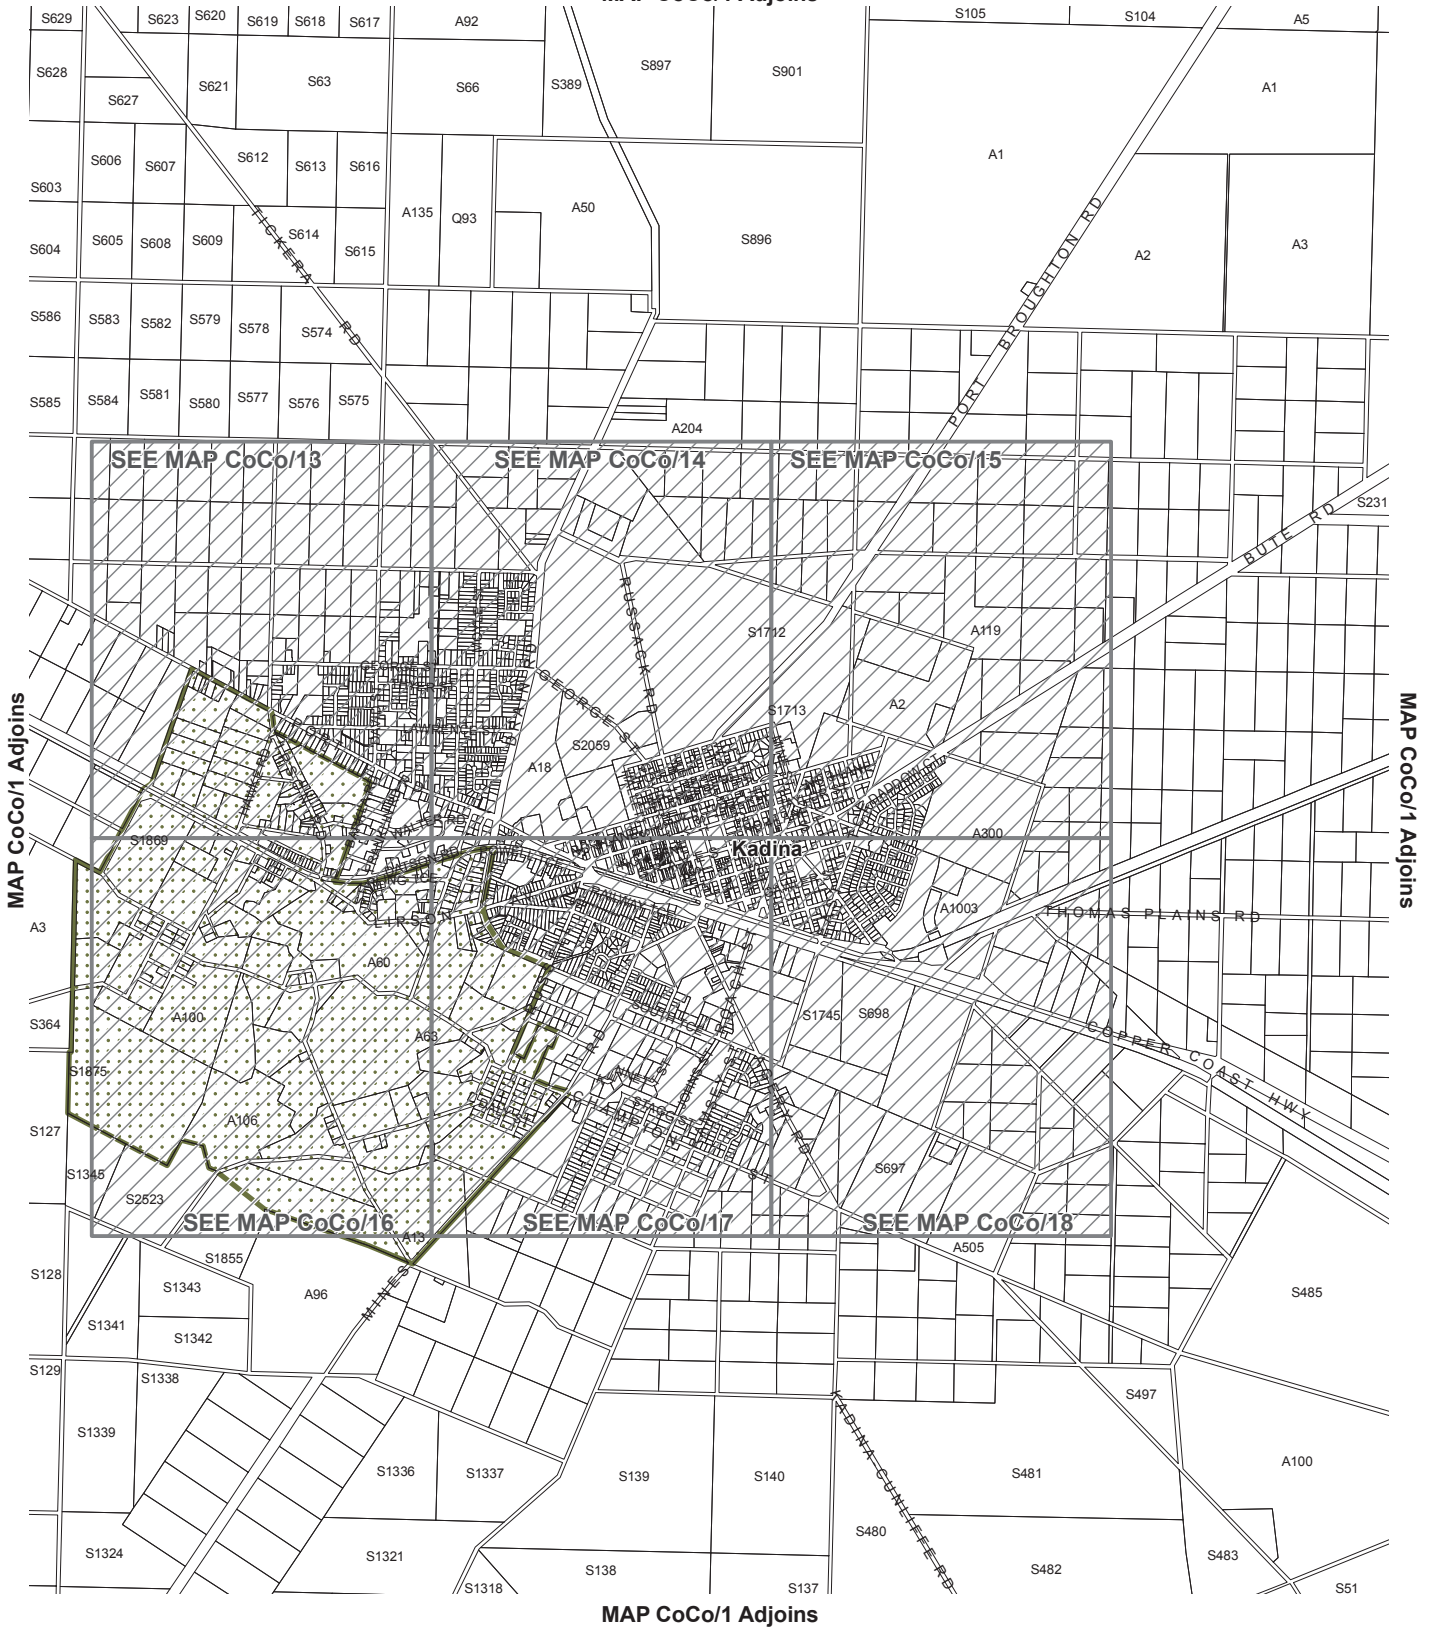 S629
S623
S620
S619
S618
S617
A92
S105
S104
A5
S628
S627
S621
S63
S66
S389
S897
S901
A1
A1
S606
S607
S612
S613
S616
S603
A135
Q93
A50
S896
S604
S605
S608
S609
S614
S615
A2
A3
TICKERA RD
PORT BROUGHTON RD
S586
S583
S582
S579
S578
S574
S585
S584
S581
S580
S577
S576
S575
A204
SEE MAP CoCo/13
SEE MAP CoCo/14
SEE MAP CoCo/15
S231
BUTE RD
RUSSACK RD
S1712
A119
GEORGE ST
GEORGE ST
LAWRENCE ST
S1713
A2
S2059
A18
MAP CoCo/1 Adjoins
MAP CoCo/1 Adjoins
S1869
A300
Kadina
A1003
THOMAS PLAINS RD
A3
A60
S364
A100
A63
S1745
S698
COPPER COAST HWY
S1875
A106
CHAMPION ST
S127
S1345
S2523
S697
SEE MAP CoCo/16
SEE MAP CoCo/17
SEE MAP CoCo/18
A13
A505
S128
S1855
S1343
A96
MINES
S485
S1341
S1342
S129
S1338
S497
S1339
S1336
S1337
S139
S140
S481
A100
KADINA CUNLIFFE RD
S480
S1324
S1321
S1318
S138
S137
S482
S483
S51
MAP CoCo/1 Adjoins